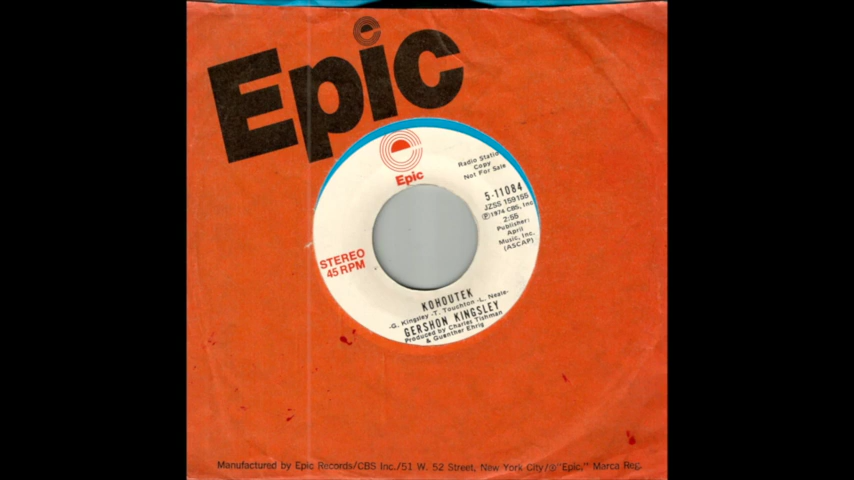 Epic
Epic
Radio Statio
Copy
Not For Sale
5-11084
JZSS 159155
Ⓟ1974 CBS, Inc
2:55
Publisher:
April
Music, Inc.
(ASCAP)
STEREO
45 RPM
KOHOUTEK
-G. Kingsley -T. Touchton -L. Neale-
GERSHON KINGSLEY
Produced by Charles Tishman
& Guenther Ehrig
Manufactured by Epic Records/CBS Inc./51 W. 52 Street, New York City/® "Epic," Marca Reg.